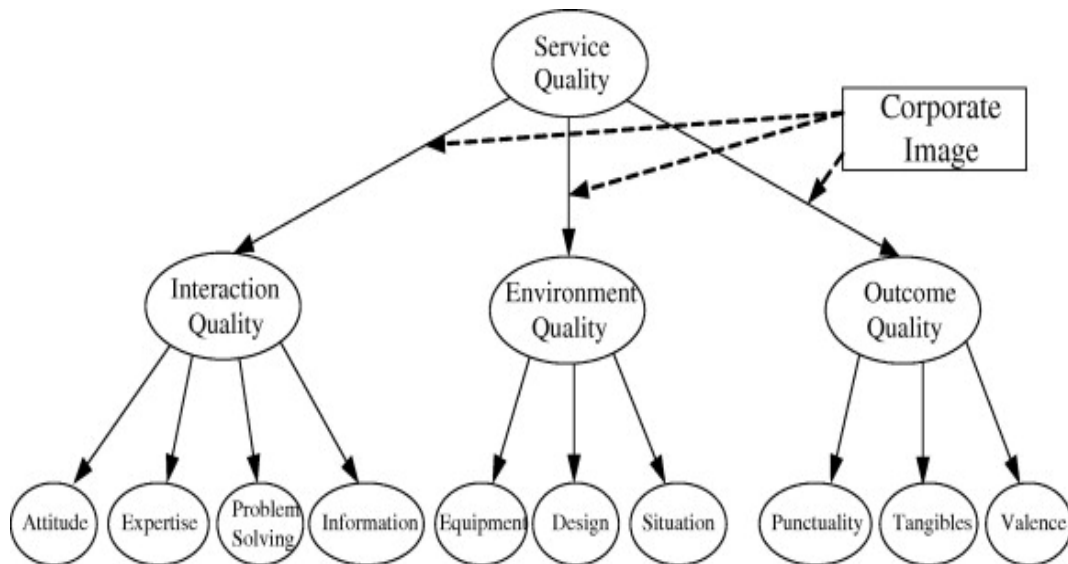 Service
Quality
Corporate
Image
Interaction
Quality
Environment
Quality
Outcome
Quality
Attitude
Expertise
Problem
Solving
Information
Equipment
Design
Situation
Punctuality
Tangibles
Valence